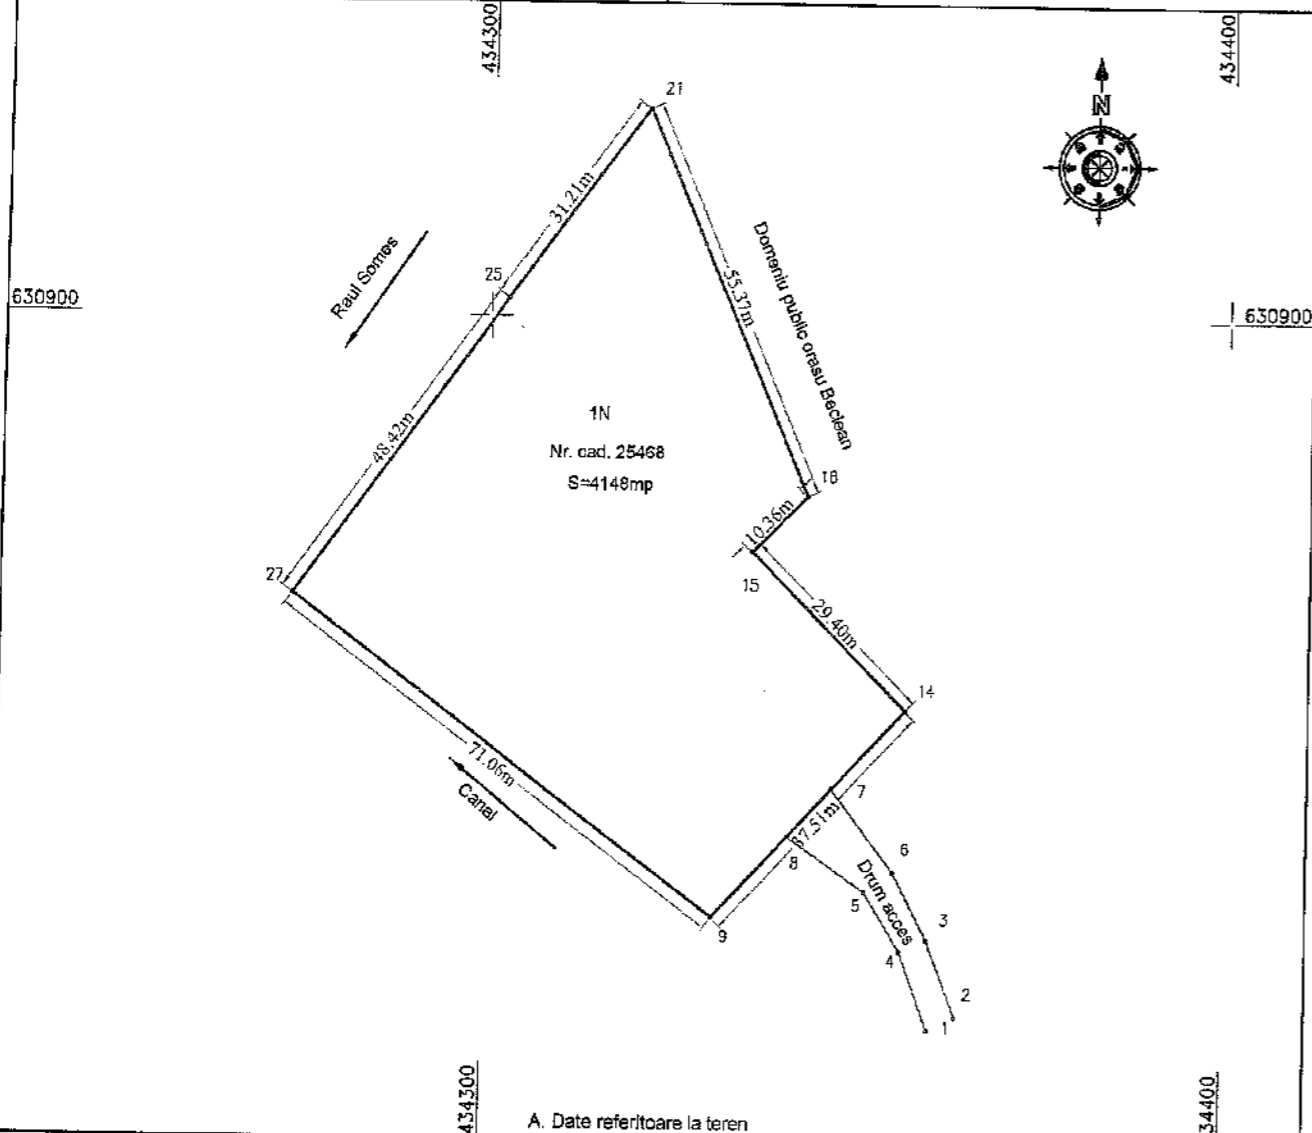 434300
434400
21
N
31.21m
Raul Somes
25
630900
630900
Domeniu public orasu Beclean
55.37m
48.42m
1N
Nr. cad. 25468
S=4148mp
16
10.36m
27
15
29.40m
14
71.06m
Canal
7
37.51m
8
6
Drum acces
5
9
3
4
2
1
434300
34400
A. Date referitoare la teren